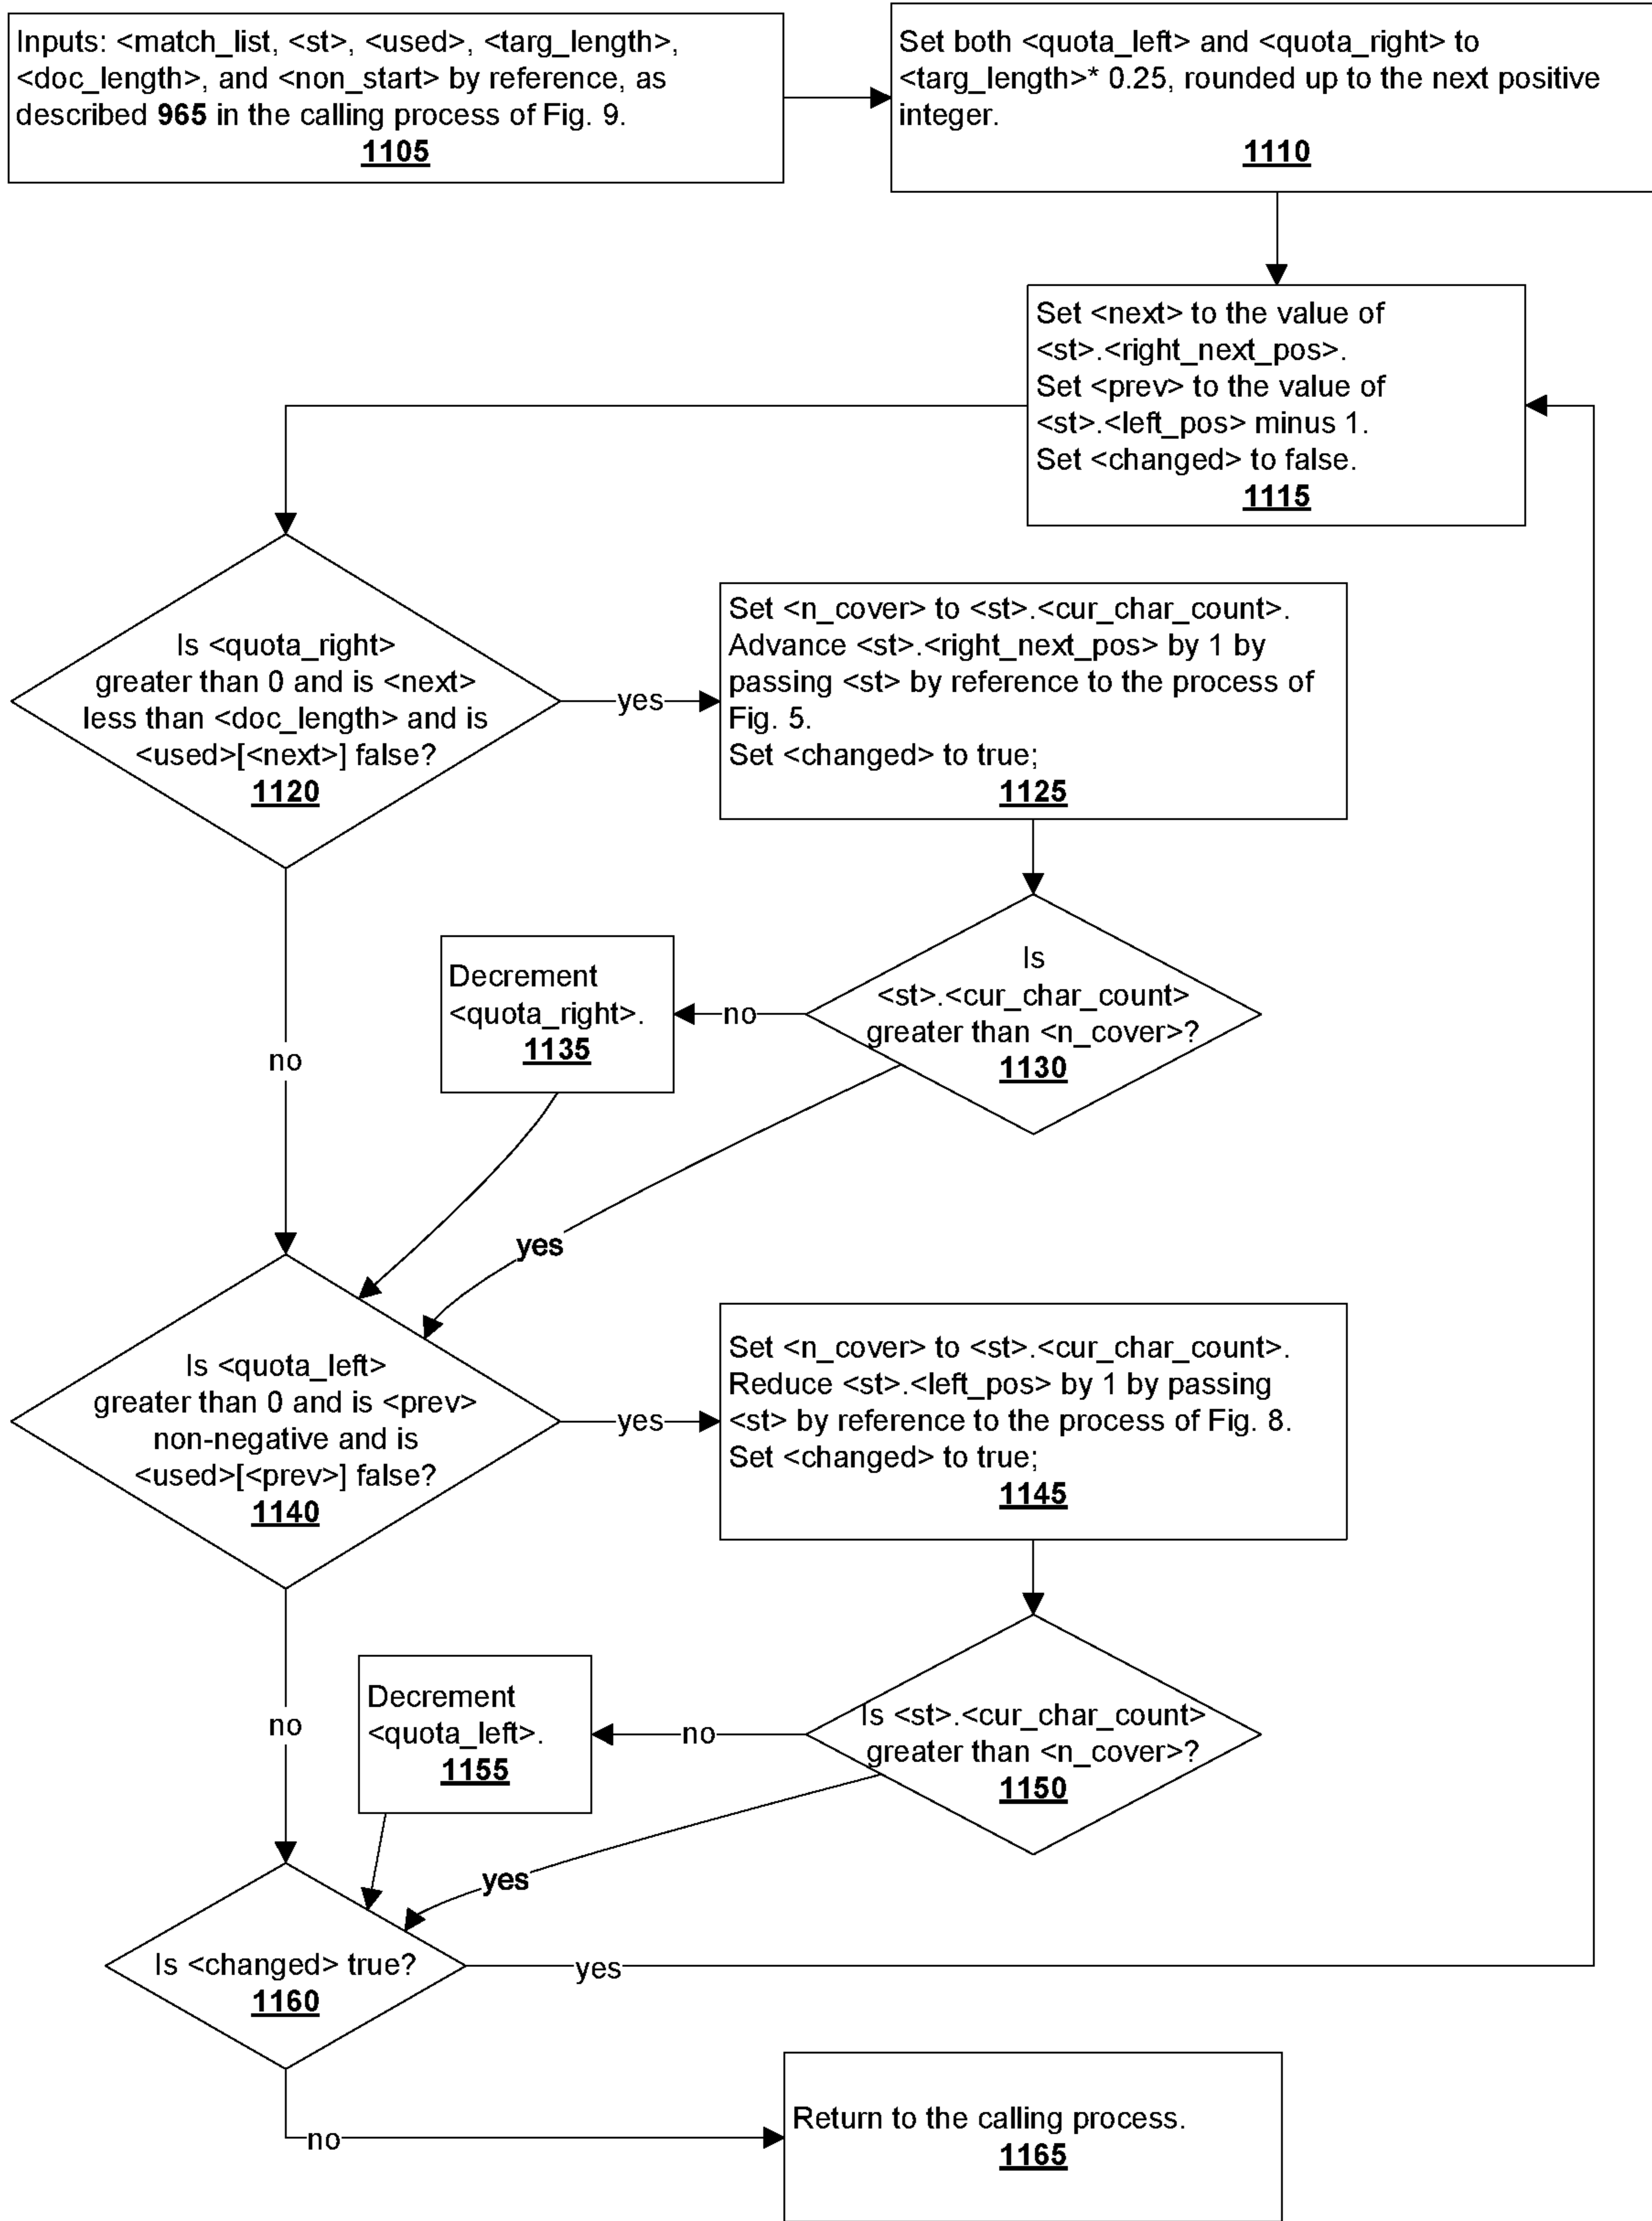 Inputs: <match_list, <st>, <used>, <targ_length>,
<doc_length>, and <non_start> by reference, as
described 965 in the calling process of Fig. 9.
1105
Set both <quota_left> and <quota_right> to
<targ_length>* 0.25, rounded up to the next positive
integer.
1110
Set <next> to the value of
<st>.<right_next_pos>.
Set <prev> to the value of
<st>.<left_pos> minus 1.
Set <changed> to false.
1115
Is <quota_right>
greater than 0 and is <next>
less than <doc_length> and is
<used>[<next>] false?
1120
yes
Set <n_cover> to <st>.<cur_char_count>.
Advance <st>.<right_next_pos> by 1 by
passing <st> by reference to the process of
Fig. 5.
Set <changed> to true;
1125
Is
<st>.<cur_char_count>
greater than <n_cover>?
1130
no
Decrement
<quota_right>.
1135
no
yes
Is <quota_left>
greater than 0 and is <prev>
non-negative and is
<used>[<prev>] false?
1140
yes
Set <n_cover> to <st>.<cur_char_count>.
Reduce <st>.<left_pos> by 1 by passing
<st> by reference to the process of Fig. 8.
Set <changed> to true;
1145
Is <st>.<cur_char_count>
greater than <n_cover>?
1150
no
Decrement
<quota_left>.
1155
no
yes
Is <changed> true?
1160
yes
no
Return to the calling process.
1165